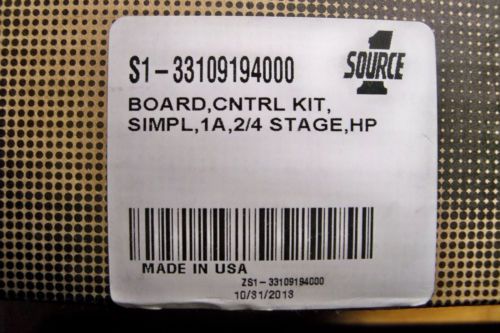 S1-33109194000
1
SOURCE
BOARD,CNTRL KIT,
SIMPL,1A,2/4 STAGE,HP
MADE IN USA
ZS1-33109194000
10/31/2013